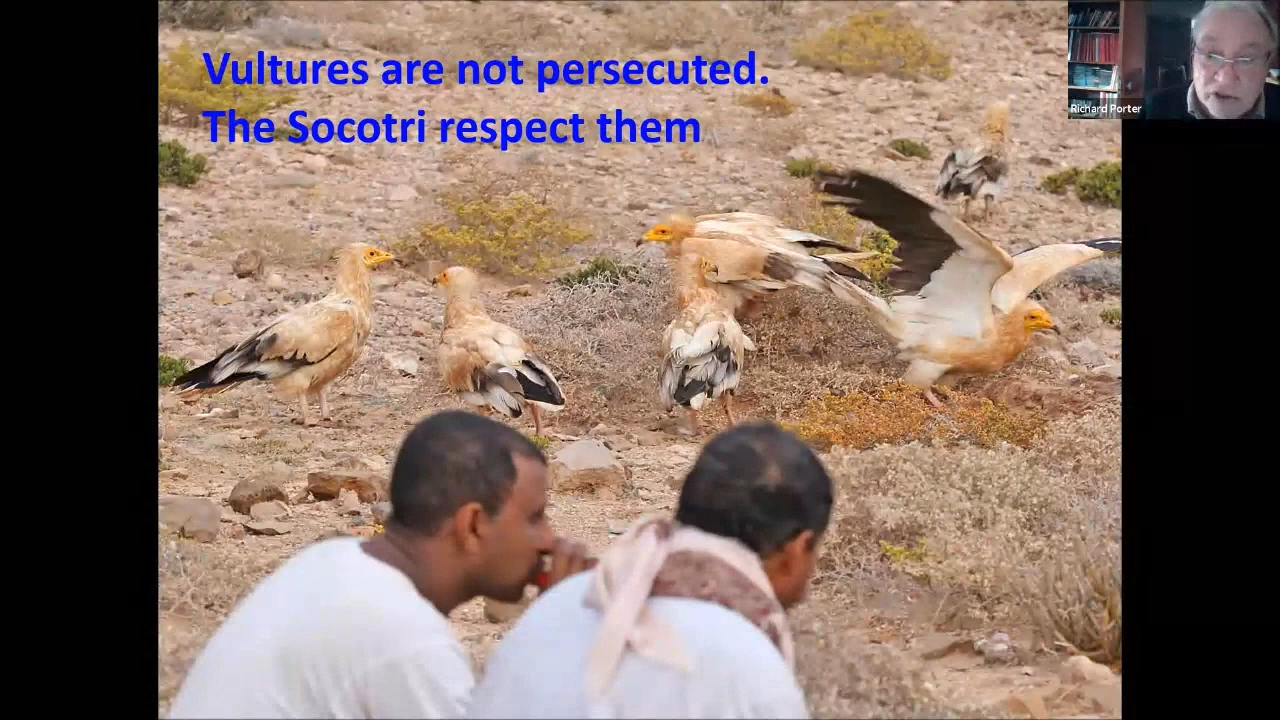 Vultures are not persecuted.
The Socotri respect them
Richard Porter